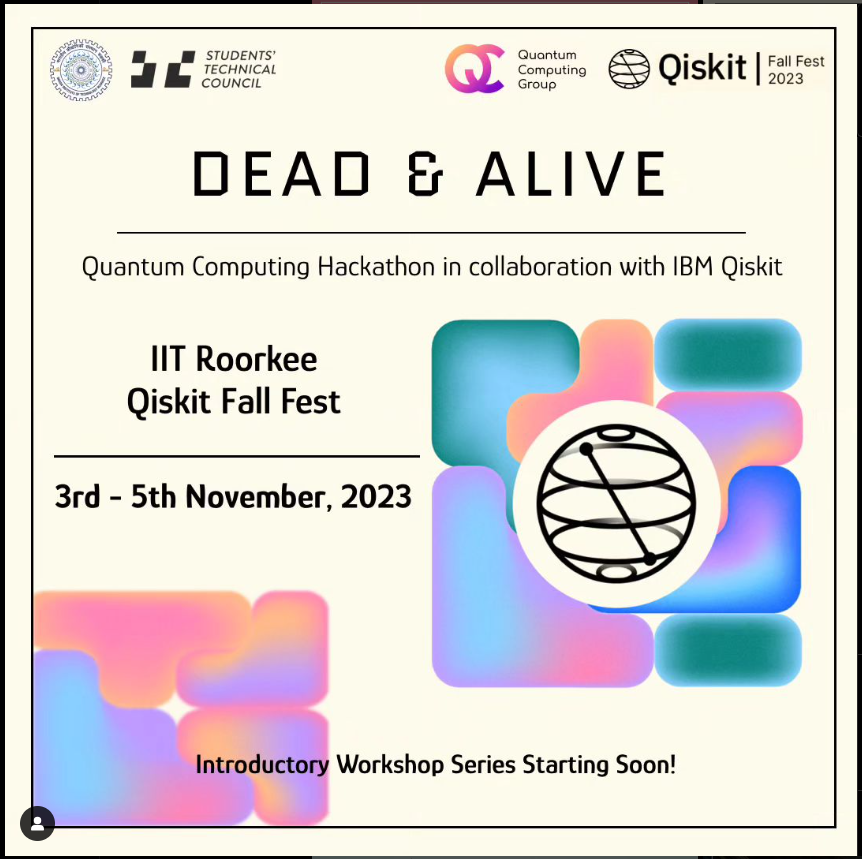 STUDENTS'
TECHNICAL
COUNCIL
QC
Quantum
Computing
Group
Qiskit | Fall Fest
2023
DEAD & ALIVE
Quantum Computing Hackathon in collaboration with IBM Qiskit
IIT Roorkee
Qiskit Fall Fest
3rd - 5th November, 2023
Introductory Workshop Series Starting Soon!